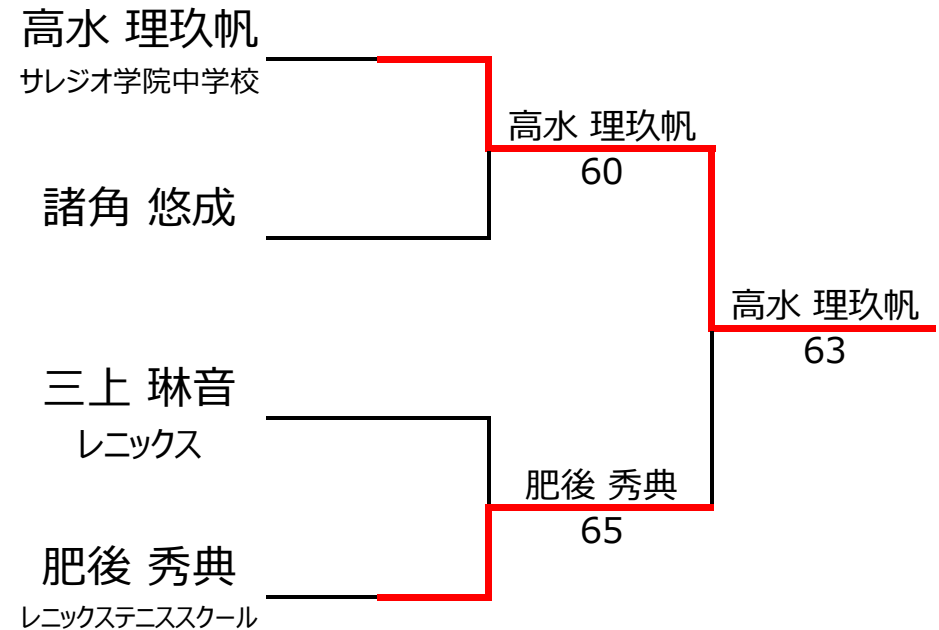 高水 理玖帆
サレジオ学院中学校
高水 理玖帆
60
諸角 悠成
高水 理玖帆
63
三上 琳音
レニックス
肥後 秀典
65
肥後 秀典
レニックステニススクール